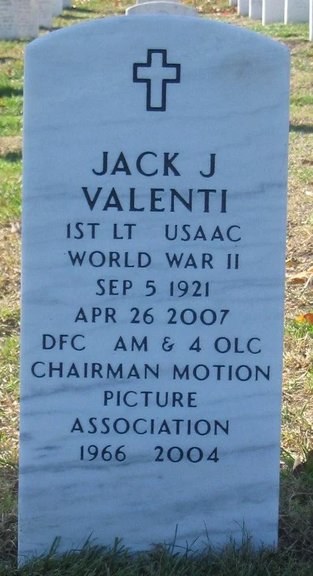 JACK J
VALENTI
1ST LT USAAC
WORLD WAR II
SEP 5 1921
APR 26 2007
DFC AM & 4 OLC
CHAIRMAN MOTION
PICTURE
ASSOCIATION
1966 2004